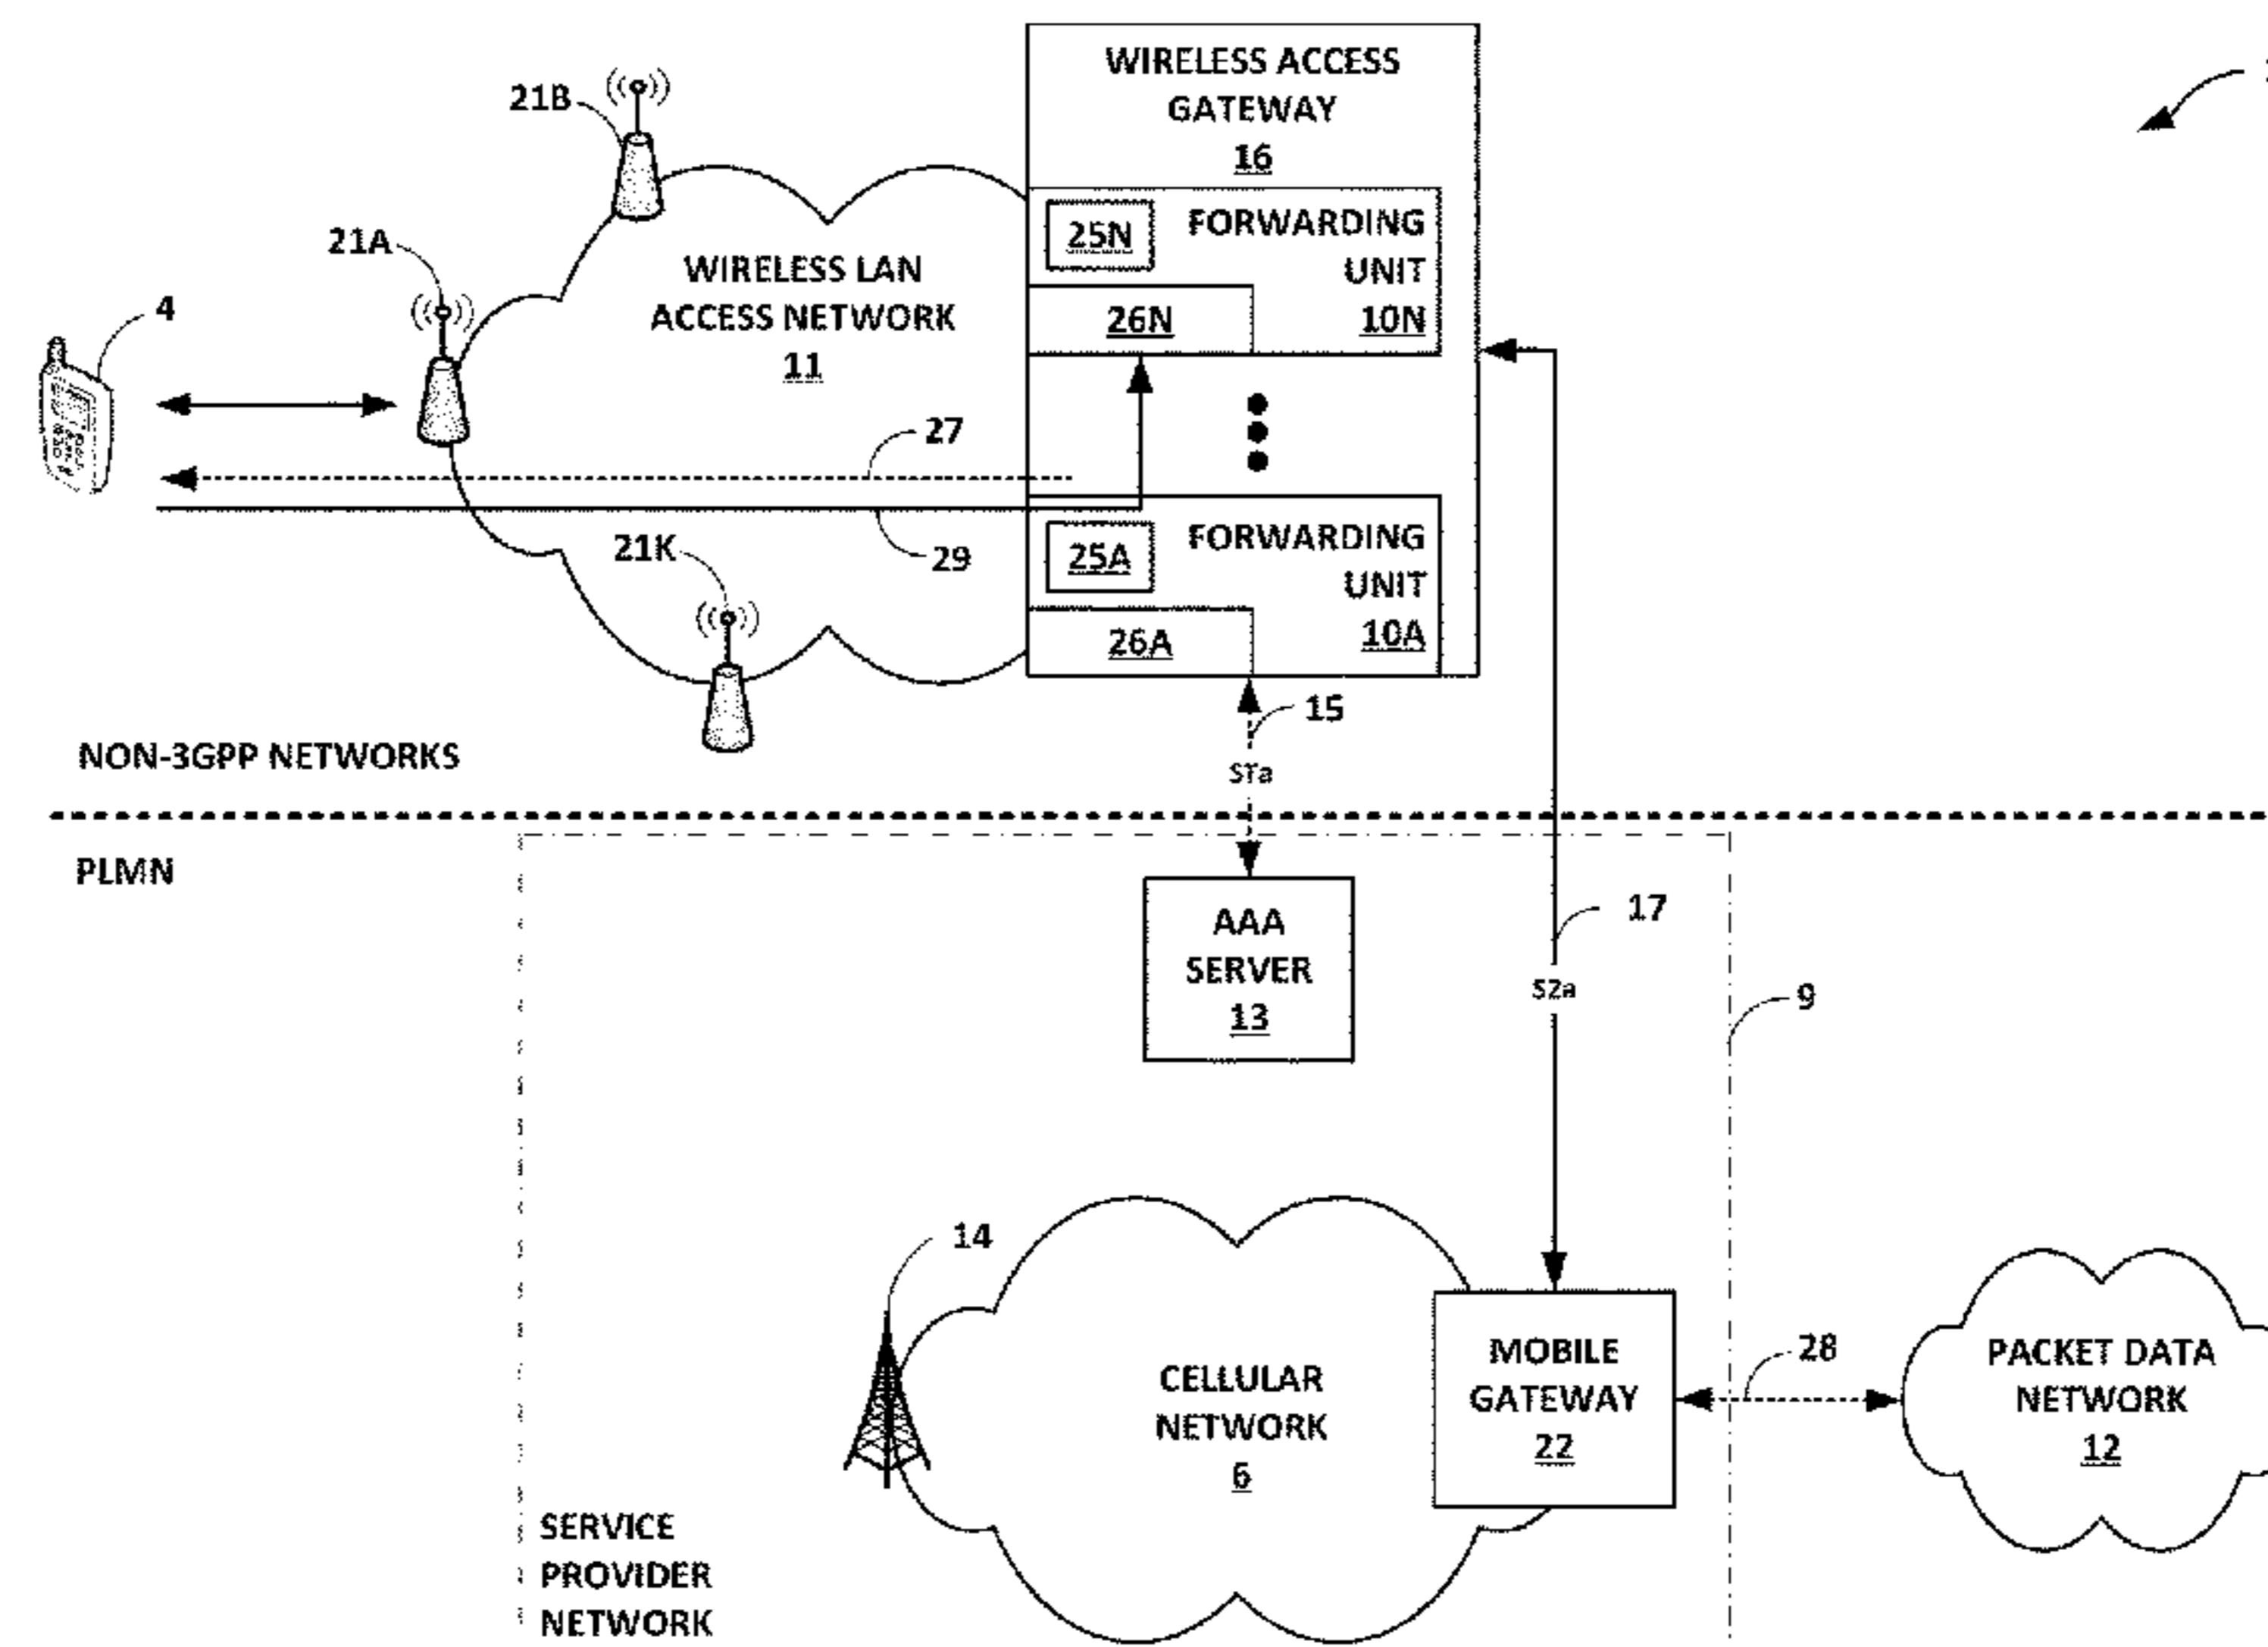 WIRELESS ACCESS
GATEWAY
16
21B
25N
FORWARDING
UNIT
10N
26N
21A
WIRELESS LAN
ACCESS NETWORK
11
4
27
29
21K
25A
FORWARDING
UNIT
10A
26A
15
STa
NON-3GPP NETWORKS
PLMN
AAA
SERVER
13
17
S2a
9
14
CELLULAR
NETWORK
6
MOBILE
GATEWAY
22
28
PACKET DATA
NETWORK
12
SERVICE
PROVIDER
NETWORK